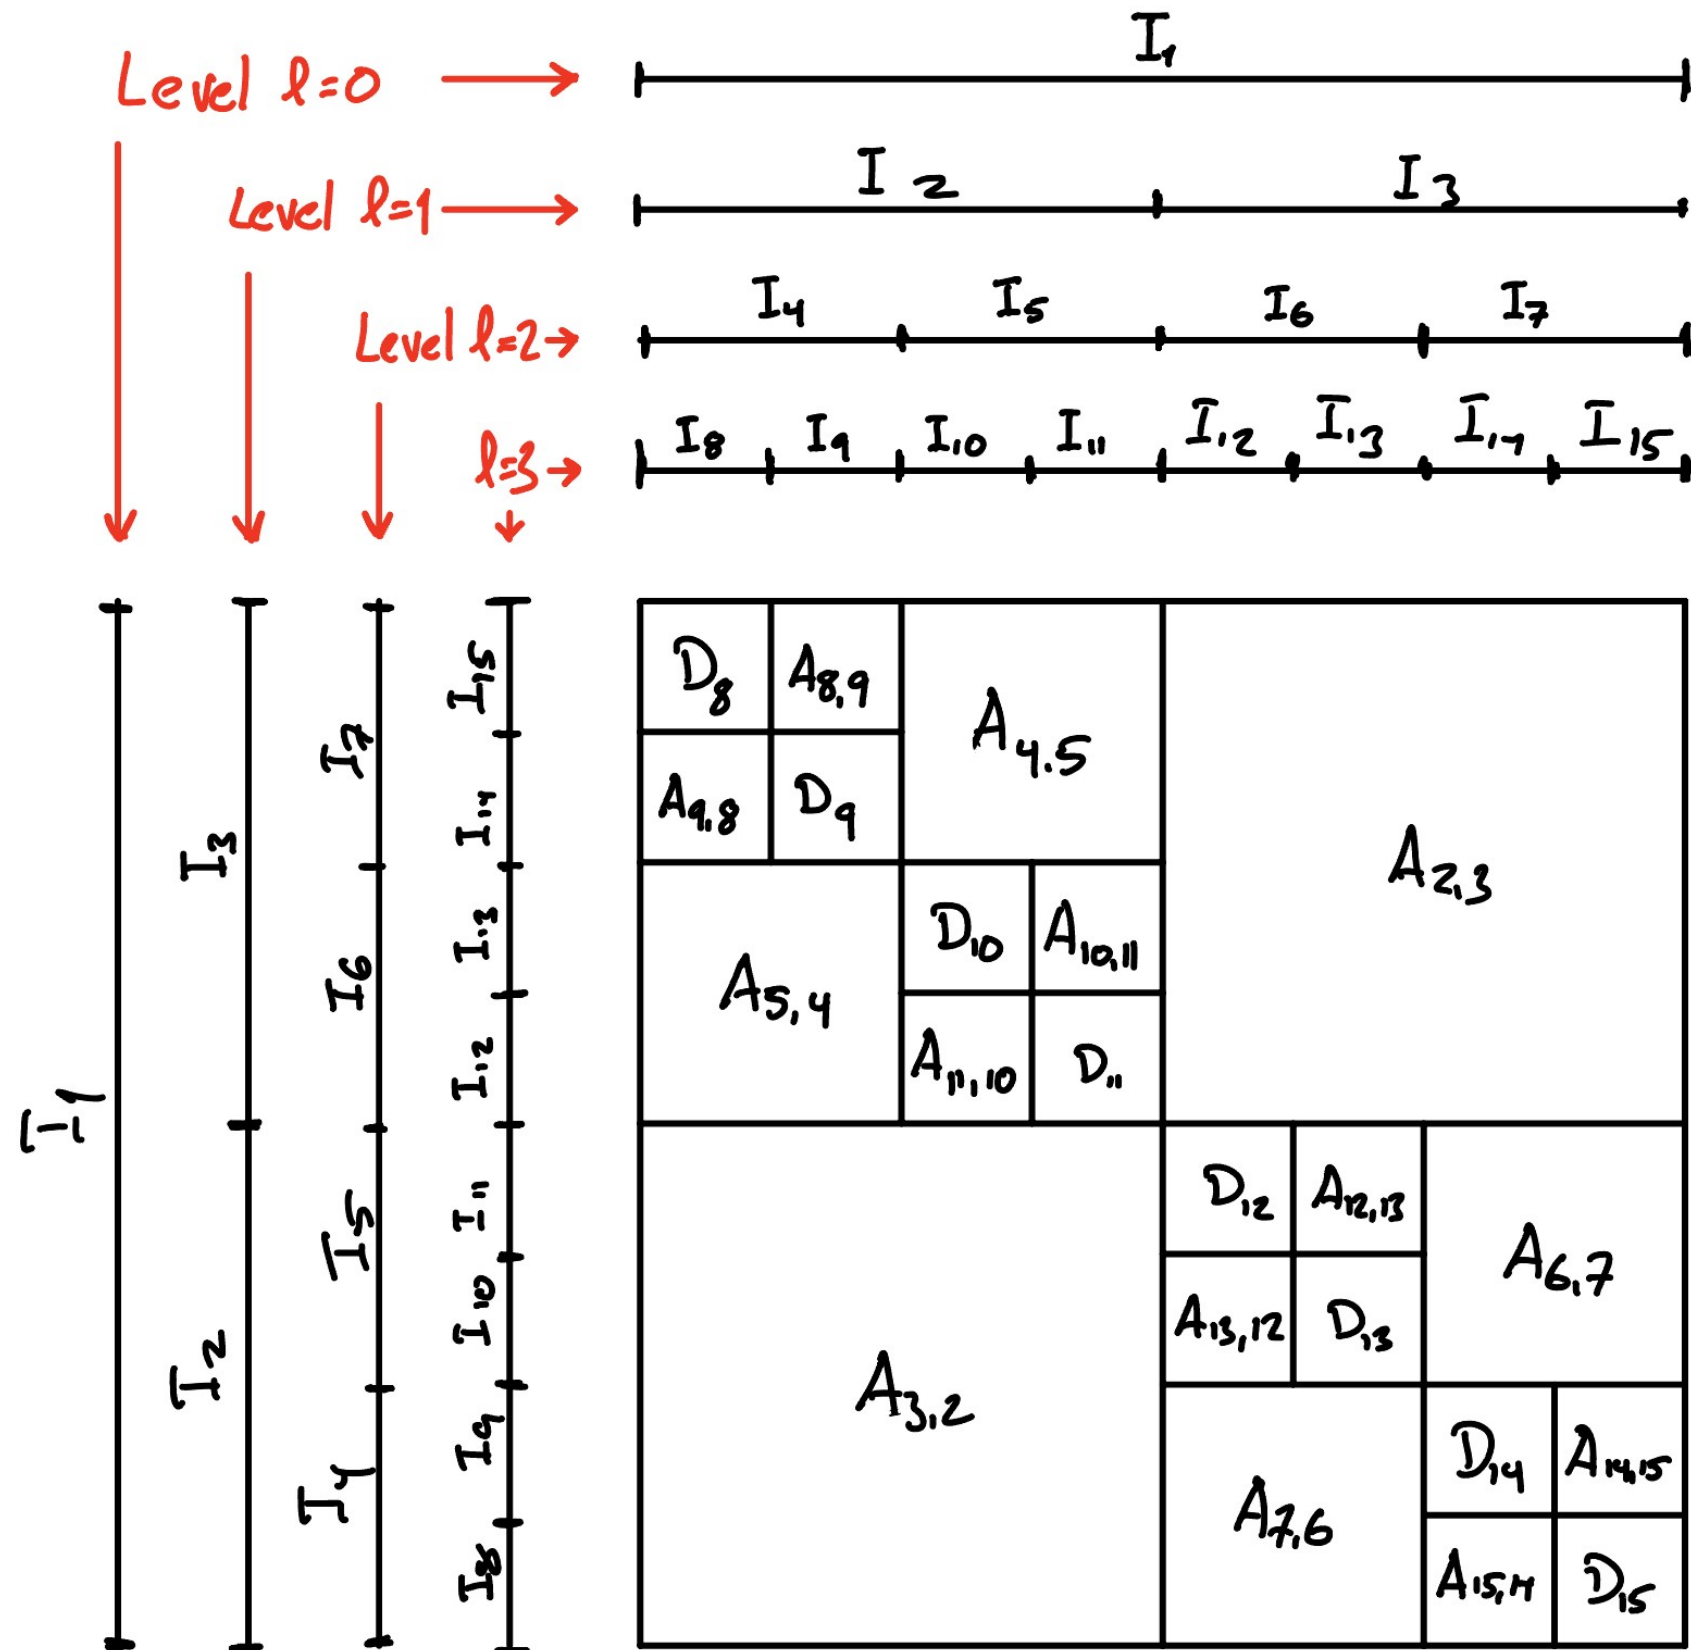 Level ℓ=0 I₁
Level ℓ=1 I₂ I₃
Level ℓ=2 I₄ I₅ I₆ I₇
ℓ=3 I₈ I₉ I₁₀ I₁₁ I₁₂ I₁₃ I₁₄ I₁₅
I₁
I₃
I₂
I₇
I₆
I₅
I₄
I₁₅
I₁₄
I₁₃
I₁₂
I₁₁
I₁₀
I₉
I₈
D₈ A₈,₉ A₄.₅ A₂,₃
A₉,₈ D₉
A₅,₄ D₁₀ A₁₀,₁₁
A₁₁,₁₀ D₁₁
A₃,₂ D₁₂ A₁₂,₁₃ A₆,₇
A₁₃,₁₂ D₁₃
A₇,₆ D₁₄ A₁₄,₁₅
A₁₅,₁₄ D₁₅